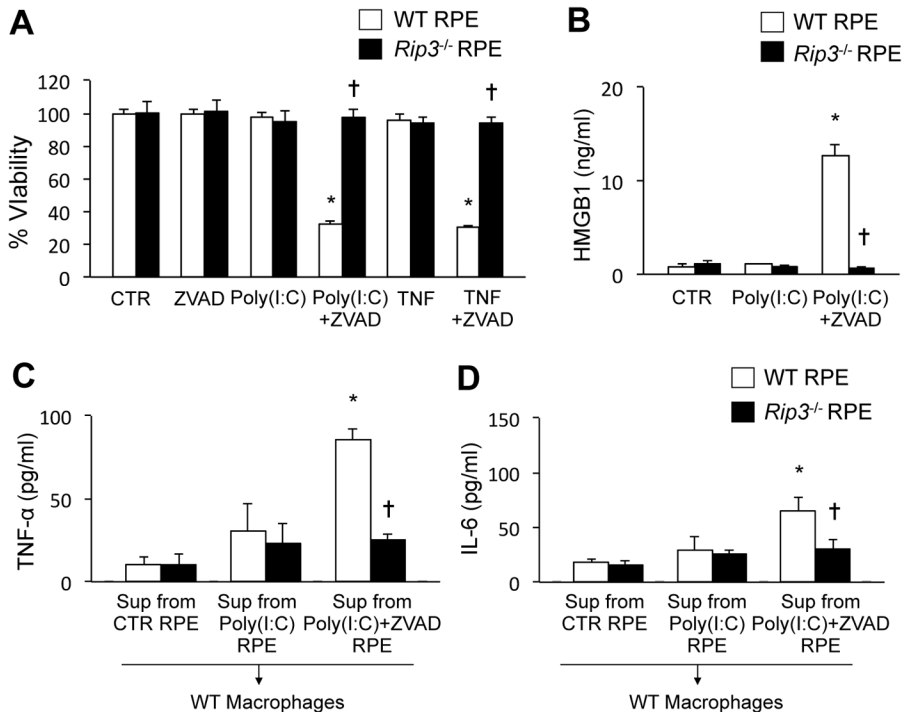 A
WT RPE
Rip3-/- RPE
% Viability
120
100
80
60
40
20
0
†
†
*
*
CTR
ZVAD
Poly(I:C)
Poly(I:C)
+ZVAD
TNF
TNF
+ZVAD
B
WT RPE
Rip3-/- RPE
HMGB1 (ng/ml)
20
10
0
*
†
CTR
Poly(I:C)
Poly(I:C)
+ZVAD
C
TNF-α (pg/ml)
100
50
0
*
†
Sup from
CTR RPE
Sup from
Poly(I:C)
RPE
Sup from
Poly(I:C)+ZVAD
RPE
WT Macrophages
D
WT RPE
Rip3-/- RPE
IL-6 (pg/ml)
150
100
50
0
*
†
Sup from
CTR RPE
Sup from
Poly(I:C)
RPE
Sup from
Poly(I:C)+ZVAD
RPE
WT Macrophages